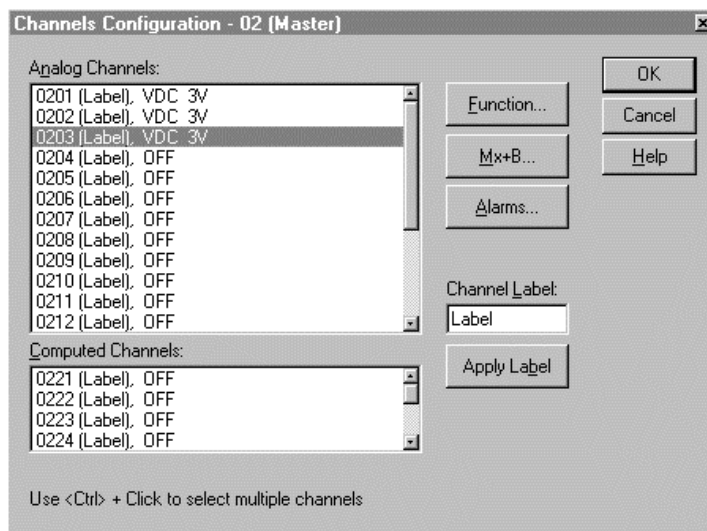 Channels Configuration - 02 (Master)
Analog Channels:
0201 (Label), VDC 3V
0202 (Label), VDC 3V
0203 (Label), VDC 3V
0204 (Label), OFF
0205 (Label), OFF
0206 (Label), OFF
0207 (Label), OFF
0208 (Label), OFF
0209 (Label), OFF
0210 (Label), OFF
0211 (Label), OFF
0212 (Label), OFF
Computed Channels:
0221 (Label), OFF
0222 (Label), OFF
0223 (Label), OFF
0224 (Label), OFF
Use <Ctrl> + Click to select multiple channels
Function...
Mx+B...
Alarms...
Channel Label:
Label
Apply Label
OK
Cancel
Help